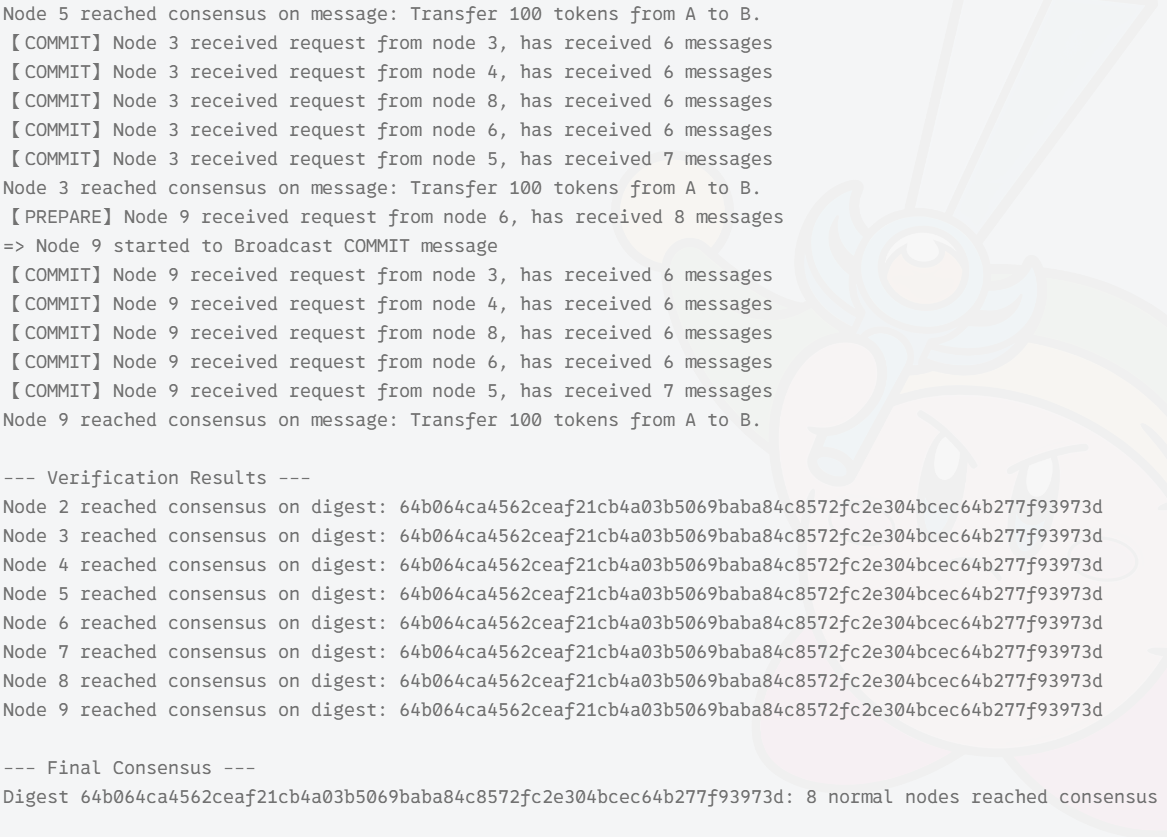 Node 5 reached consensus on message: Transfer 100 tokens from A to B.
【COMMIT】Node 3 received request from node 3, has received 6 messages
【COMMIT】Node 3 received request from node 4, has received 6 messages
【COMMIT】Node 3 received request from node 8, has received 6 messages
【COMMIT】Node 3 received request from node 6, has received 6 messages
【COMMIT】Node 3 received request from node 5, has received 7 messages
Node 3 reached consensus on message: Transfer 100 tokens from A to B.
【PREPARE】Node 9 received request from node 6, has received 8 messages
=> Node 9 started to Broadcast COMMIT message
【COMMIT】Node 9 received request from node 3, has received 6 messages
【COMMIT】Node 9 received request from node 4, has received 6 messages
【COMMIT】Node 9 received request from node 8, has received 6 messages
【COMMIT】Node 9 received request from node 6, has received 6 messages
【COMMIT】Node 9 received request from node 5, has received 7 messages
Node 9 reached consensus on message: Transfer 100 tokens from A to B.
--- Verification Results ---
Node 2 reached consensus on digest: 64b064ca4562ceaf21cb4a03b5069baba84c8572fc2e304bcec64b277f93973d
Node 3 reached consensus on digest: 64b064ca4562ceaf21cb4a03b5069baba84c8572fc2e304bcec64b277f93973d
Node 4 reached consensus on digest: 64b064ca4562ceaf21cb4a03b5069baba84c8572fc2e304bcec64b277f93973d
Node 5 reached consensus on digest: 64b064ca4562ceaf21cb4a03b5069baba84c8572fc2e304bcec64b277f93973d
Node 6 reached consensus on digest: 64b064ca4562ceaf21cb4a03b5069baba84c8572fc2e304bcec64b277f93973d
Node 7 reached consensus on digest: 64b064ca4562ceaf21cb4a03b5069baba84c8572fc2e304bcec64b277f93973d
Node 8 reached consensus on digest: 64b064ca4562ceaf21cb4a03b5069baba84c8572fc2e304bcec64b277f93973d
Node 9 reached consensus on digest: 64b064ca4562ceaf21cb4a03b5069baba84c8572fc2e304bcec64b277f93973d
--- Final Consensus ---
Digest 64b064ca4562ceaf21cb4a03b5069baba84c8572fc2e304bcec64b277f93973d: 8 normal nodes reached consensus